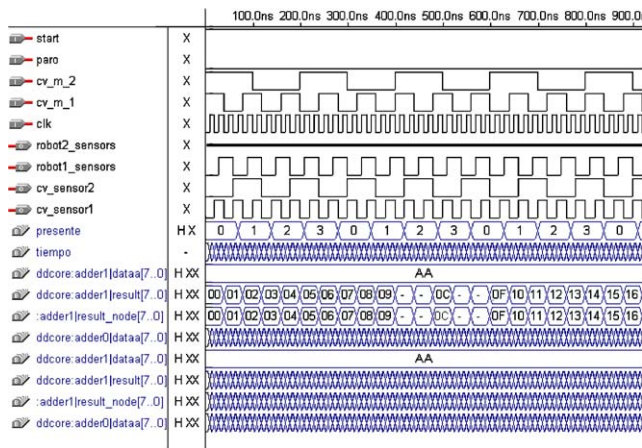 100.0ns 200.0ns 300.0ns 400.0ns 500.0ns 600.0ns 700.0ns 800.0ns 900.0
start X
paro X
cv_m_2 X
cv_m_1 X
clk X
robot2_sensors X
robot1_sensors X
cv_sensor2 X
cv_sensor1 X
presente H X 0 1 2 3 0 1 2 3 0 1 2 3 0
tiempo -
ddcore:adder1|dataa[7..0] H XX AA
ddcore:adder1|result[7..0] H XX 00 01 02 03 04 05 06 07 08 09 - - 0C - - 0F 10 11 12 13 14 15 16
:adder1|result_node[7..0] H XX 00 01 02 03 04 05 06 07 08 09 - - 0C - - 0F 10 11 12 13 14 15 16
ddcore:adder0|dataa[7..0] H XX
ddcore:adder1|dataa[7..0] H XX AA
ddcore:adder1|result[7..0] H XX
:adder1|result_node[7..0] H XX
ddcore:adder0|dataa[7..0] H XX